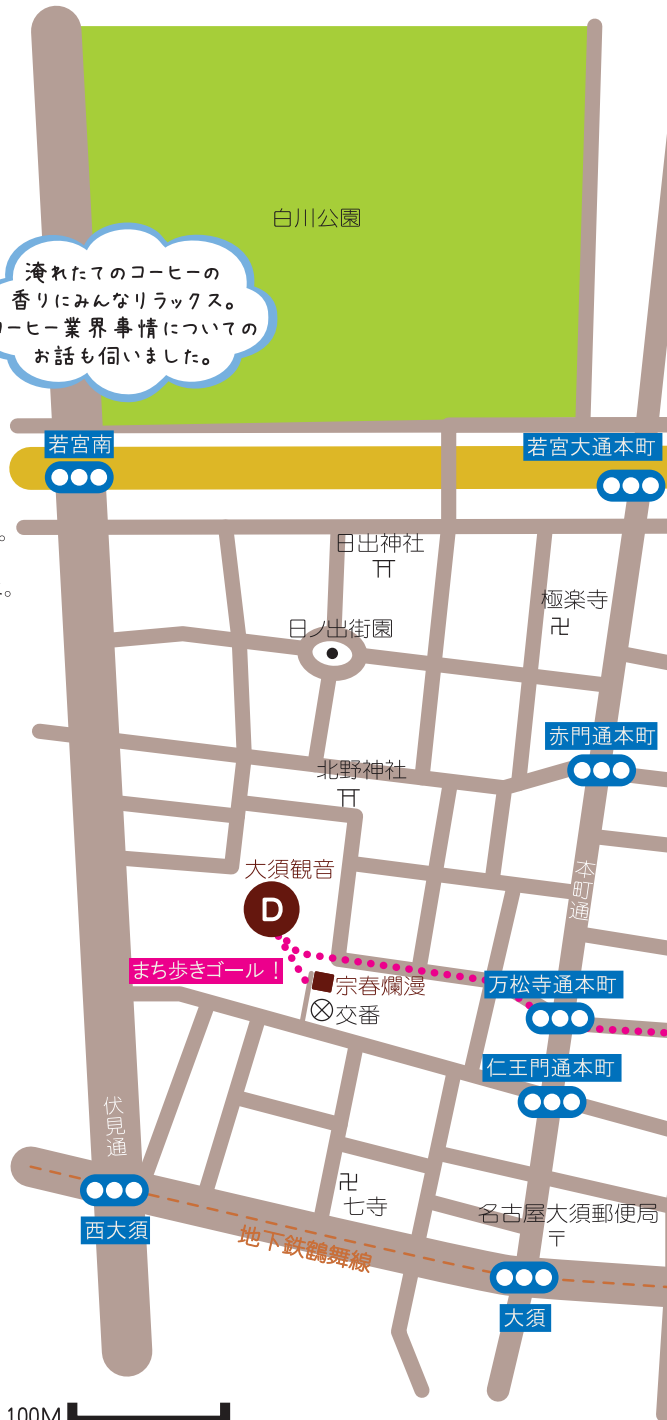 白川公園
淹れたてのコーヒーの
香りにみんなリラックス。
コーヒー業界事情についての
お話も伺いました。
若宮南
若宮大通本町
。
。
日出神社
極楽寺
卍
日ノ出街園
赤門通本町
北野神社
本町通
大須観音
D
まち歩きゴール！
宗春爛漫
交番
万松寺通本町
仁王門通本町
伏見通
卍
七寺
西大須
名古屋大須郵便局
〒
地下鉄鶴舞線
大須
100M